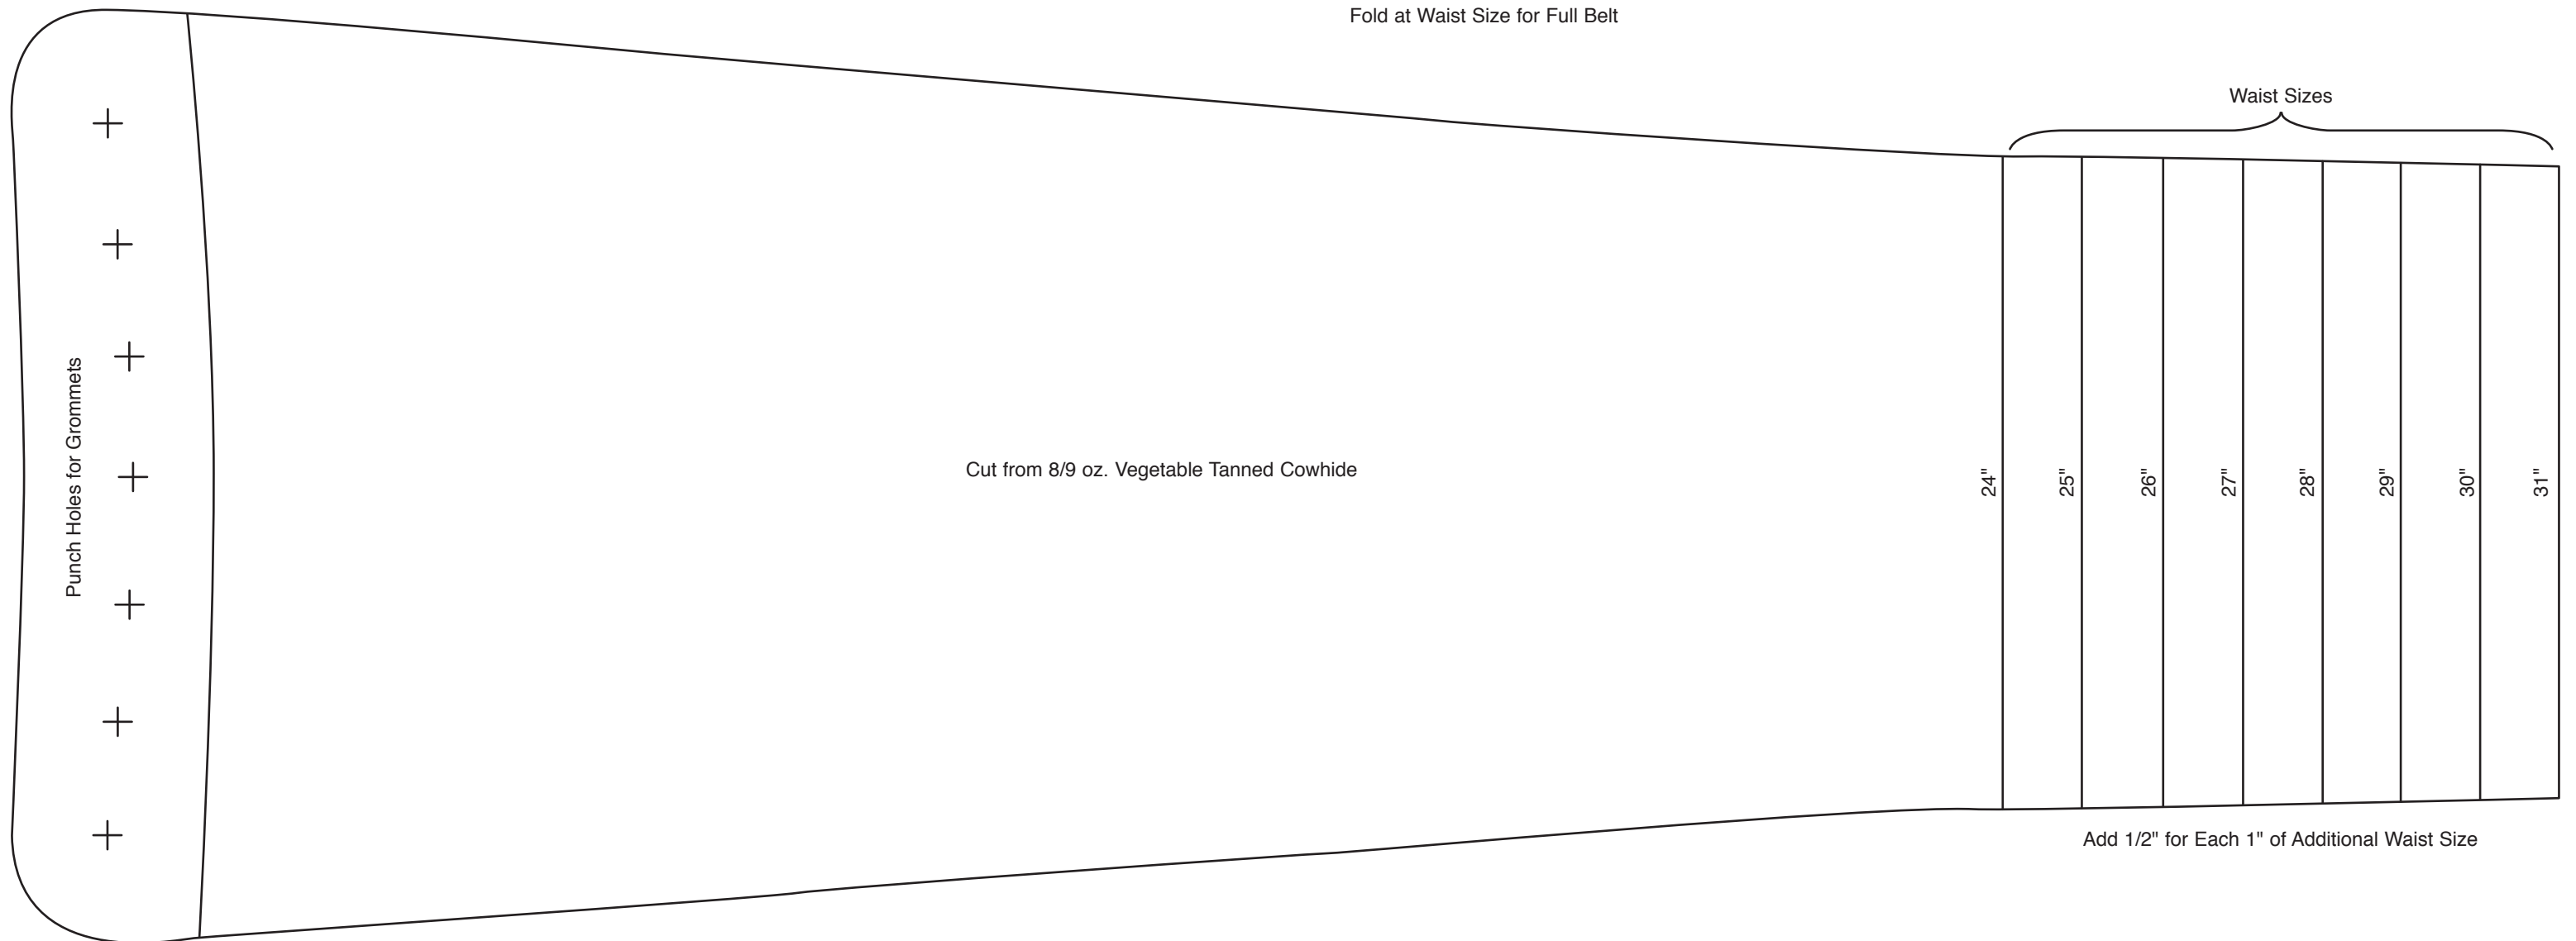 Fold at Waist Size for Full Belt
Waist Sizes
Punch Holes for Grommets
Cut from 8/9 oz. Vegetable Tanned Cowhide
24"
25"
26"
27"
28"
29"
30"
31"
Add 1/2" for Each 1" of Additional Waist Size